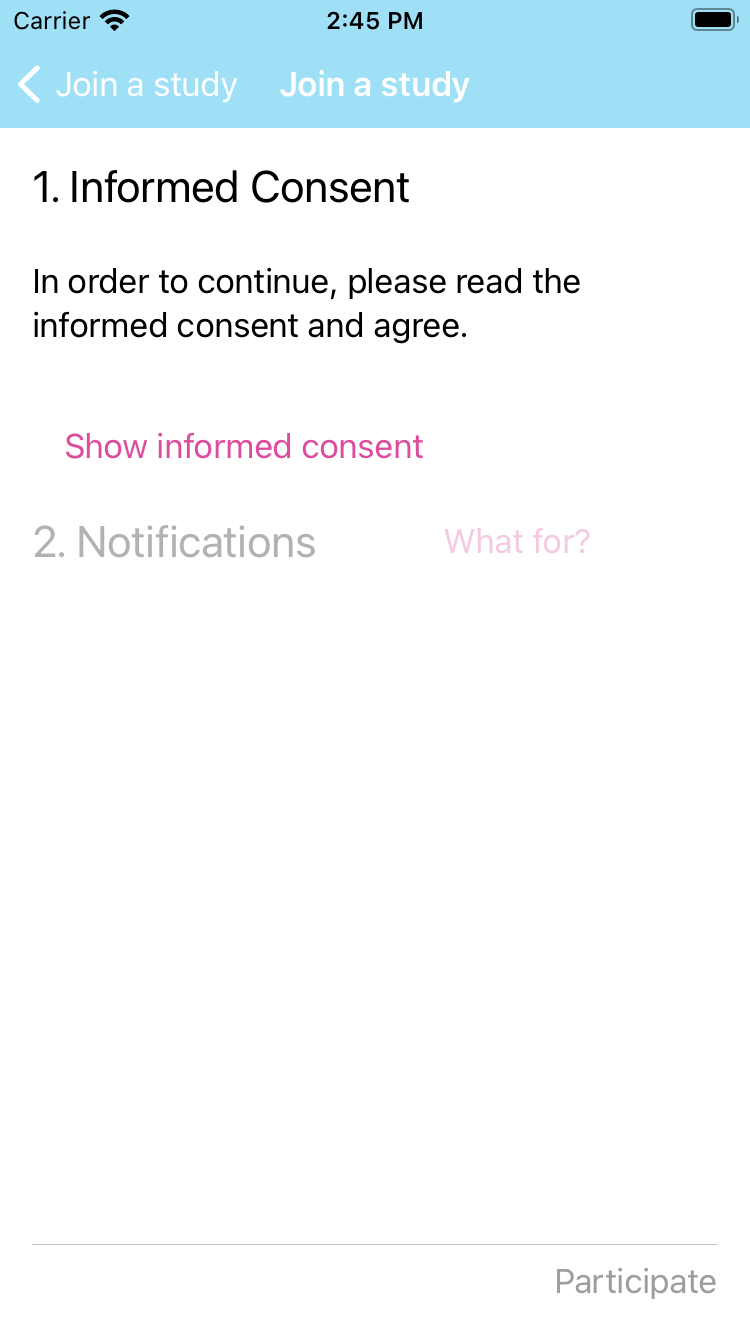 Carrier 2:45 PM
Join a study Join a study
1. Informed Consent
In order to continue, please read the
informed consent and agree.
Show informed consent
2. Notifications What for?
Participate